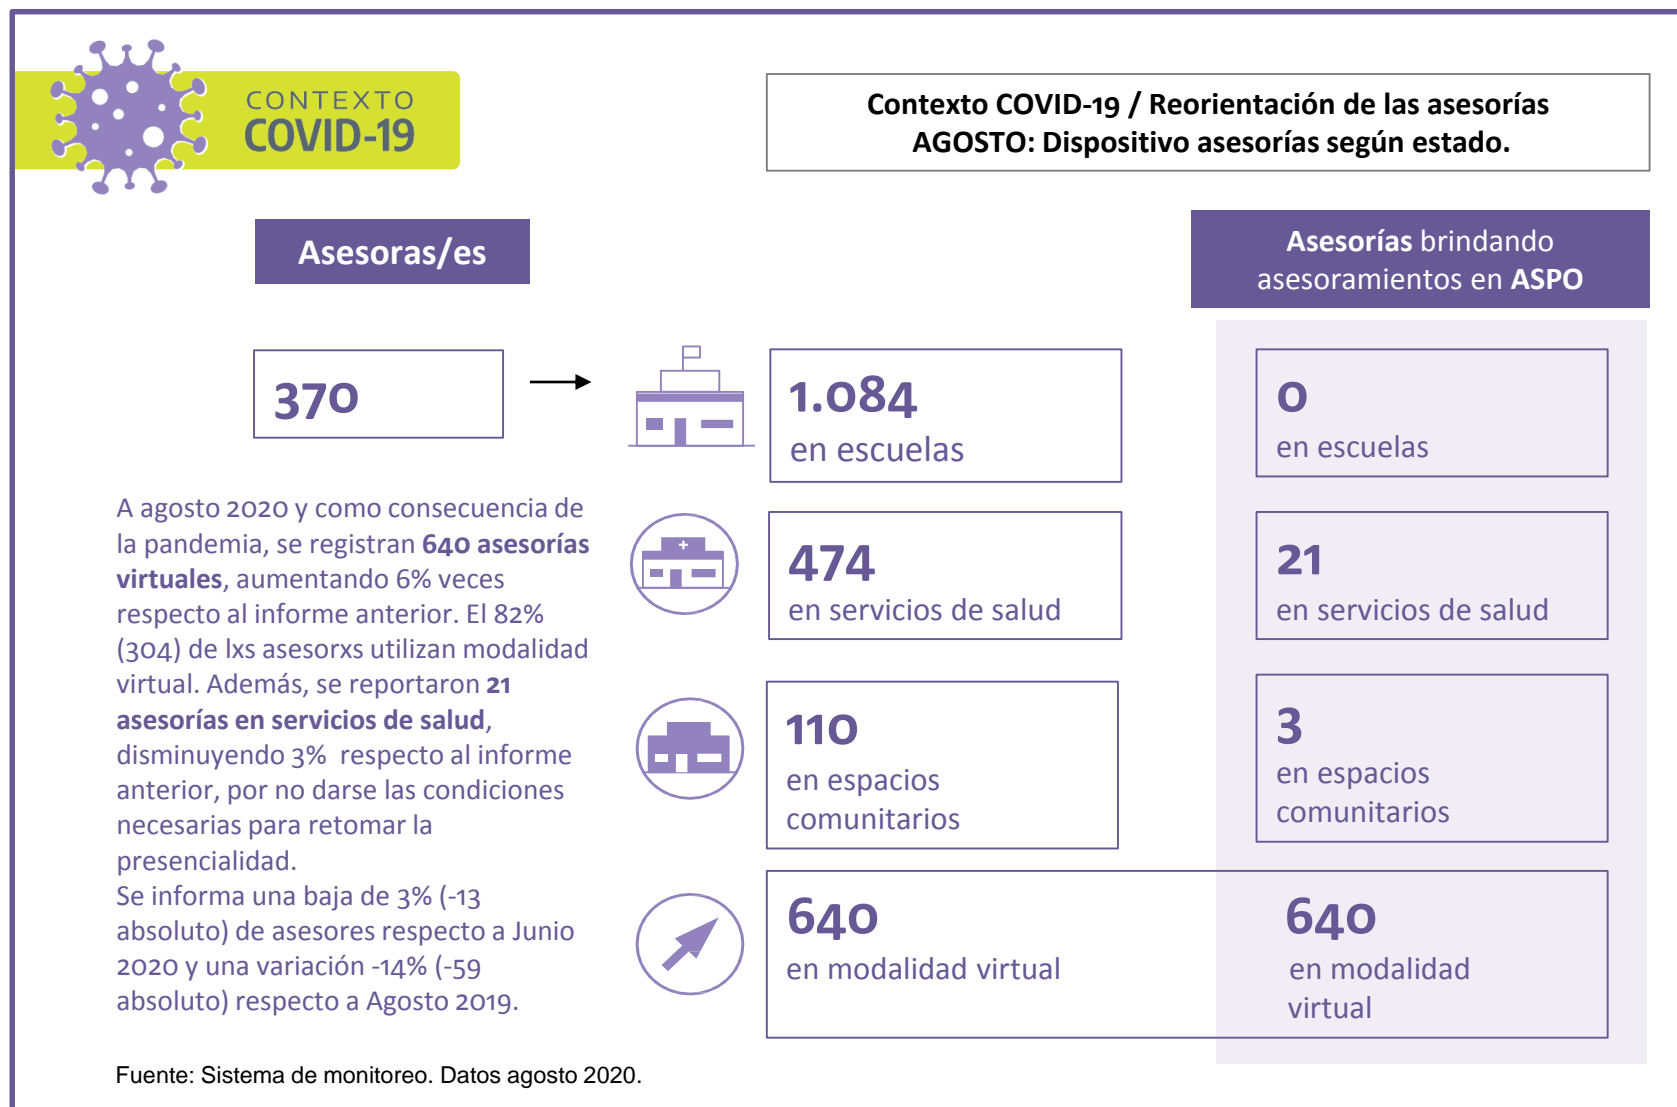 CONTEXTO
COVID-19
Contexto COVID-19 / Reorientación de las asesorías
AGOSTO: Dispositivo asesorías según estado.
Asesoras/es
Asesorías brindando
asesoramientos en ASPO
370
1.084
en escuelas
0
en escuelas
A agosto 2020 y como consecuencia de
la pandemia, se registran 640 asesorías
virtuales, aumentando 6% veces
respecto al informe anterior. El 82%
(304) de lxs asesorxs utilizan modalidad
virtual. Además, se reportaron 21
asesorías en servicios de salud,
disminuyendo 3% respecto al informe
anterior, por no darse las condiciones
necesarias para retomar la
presencialidad.
Se informa una baja de 3% (-13
absoluto) de asesores respecto a Junio
2020 y una variación -14% (-59
absoluto) respecto a Agosto 2019.
474
en servicios de salud
21
en servicios de salud
110
en espacios
comunitarios
3
en espacios
comunitarios
640
en modalidad virtual
640
en modalidad
virtual
Fuente: Sistema de monitoreo. Datos agosto 2020.